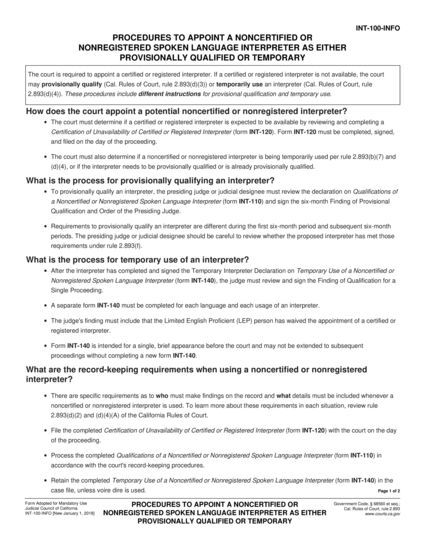 INT-100-INFO
PROCEDURES TO APPOINT A NONCERTIFIED OR
NONREGISTERED SPOKEN LANGUAGE INTERPRETER AS EITHER
PROVISIONALLY QUALIFIED OR TEMPORARY
The court is required to appoint a certified or registered interpreter. If a certified or registered interpreter is not available, the court
may provisionally qualify (Cal. Rules of Court, rule 2.893(d)(3)) or temporarily use an interpreter (Cal. Rules of Court, rule
2.893(d)(4)). These procedures include different instructions for provisional qualification and temporary use.
How does the court appoint a potential noncertified or nonregistered interpreter?
• The court must determine if a certified or registered interpreter is expected to be available by reviewing and completing a
Certification of Unavailability of Certified or Registered Interpreter (form INT-120). Form INT-120 must be completed, signed,
and filed on the day of the proceeding.
• The court must also determine if a noncertified or nonregistered interpreter is being temporarily used per rule 2.893(b)(7) and
(d)(4), or if the interpreter needs to be provisionally qualified or is already provisionally qualified.
What is the process for provisionally qualifying an interpreter?
• To provisionally qualify an interpreter, the presiding judge or judicial designee must review the declaration on Qualifications of
a Noncertified or Nonregistered Spoken Language Interpreter (form INT-110) and sign the six-month Finding of Provisional
Qualification and Order of the Presiding Judge.
• Requirements to provisionally qualify an interpreter are different during the first six-month period and subsequent six-month
periods. The presiding judge or judicial designee should be careful to review whether the proposed interpreter has met those
requirements under rule 2.893(f).
What is the process for temporary use of an interpreter?
• After the interpreter has completed and signed the Temporary Interpreter Declaration on Temporary Use of a Noncertified or
Nonregistered Spoken Language Interpreter (form INT-140), the judge must review and sign the Finding of Qualification for a
Single Proceeding.
• A separate form INT-140 must be completed for each language and each usage of an interpreter.
• The judge's finding must include that the Limited English Proficient (LEP) person has waived the appointment of a certified or
registered interpreter.
• Form INT-140 is intended for a single, brief appearance before the court and may not be extended to subsequent
proceedings without completing a new form INT-140.
What are the record-keeping requirements when using a noncertified or nonregistered
interpreter?
• There are specific requirements as to who must make findings on the record and what details must be included whenever a
noncertified or nonregistered interpreter is used. To learn more about these requirements in each situation, review rule
2.893(d)(2) and (d)(4)(A) of the California Rules of Court.
• File the completed Certification of Unavailability of Certified or Registered Interpreter (form INT-120) with the court on the day
of the proceeding.
• Process the completed Qualifications of a Noncertified or Nonregistered Spoken Language Interpreter (form INT-110) in
accordance with the court's record-keeping procedures.
• Retain the completed Temporary Use of a Noncertified or Nonregistered Spoken Language Interpreter (form INT-140) in the
case file, unless voire dire is used.
Page 1 of 2
Form Adopted for Mandatory Use
Judicial Council of California
INT-100-INFO [New January 1, 2018]
PROCEDURES TO APPOINT A NONCERTIFIED OR
NONREGISTERED SPOKEN LANGUAGE INTERPRETER AS EITHER
PROVISIONALLY QUALIFIED OR TEMPORARY
Government Code, § 68560 et seq.;
Cal. Rules of Court, rule 2.893
www.courts.ca.gov